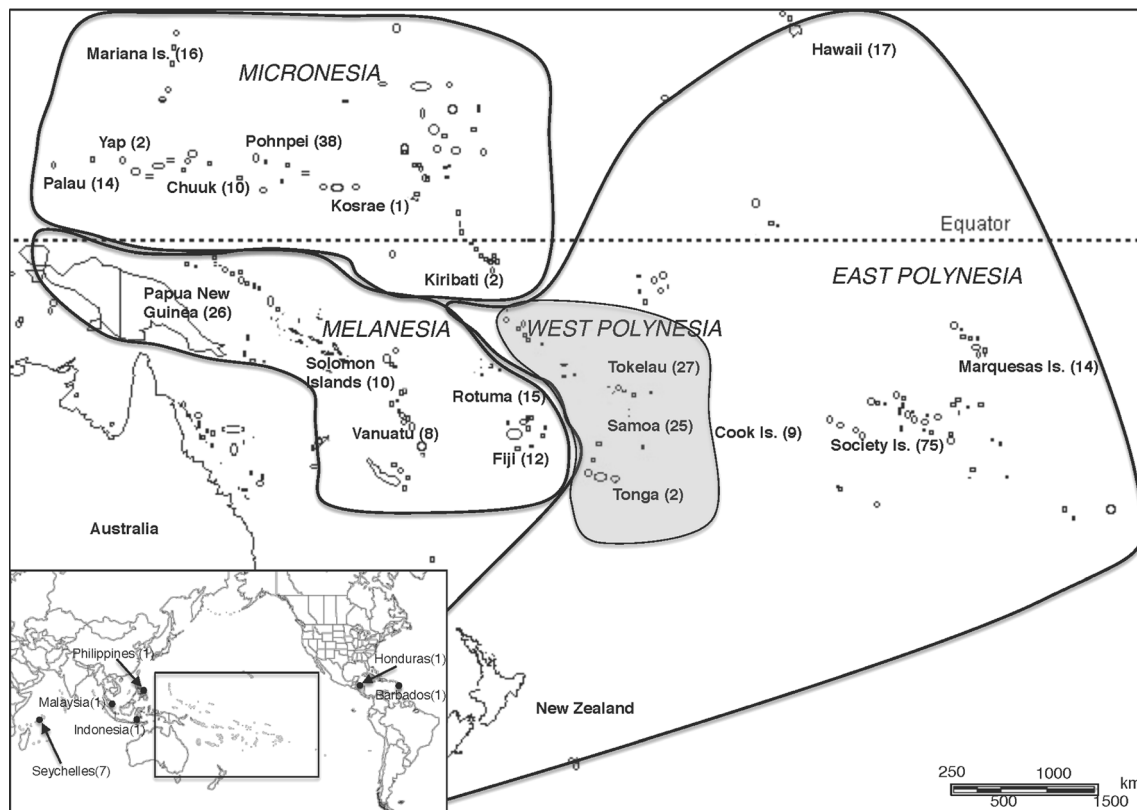 Mariana Is. (16)
MICRONESIA
Hawaii (17)
Yap (2)
Pohnpei (38)
Palau (14)
Chuuk (10)
Kosrae (1)
Equator
Kiribati (2)
EAST POLYNESIA
Papua New
Guinea (26)
MELANESIA
WEST POLYNESIA
Solomon
Islands (10)
Tokelau (27)
Marquesas Is. (14)
Rotuma (15)
Vanuatu (8)
Samoa (25)
Cook Is. (9)
Society Is. (75)
Fiji (12)
Tonga (2)
Australia
Philippines (1)
Honduras(1)
Malaysia(1)
Barbados(1)
Indonesia(1)
Seychelles(7)
New Zealand
250 1000 km
500 1500